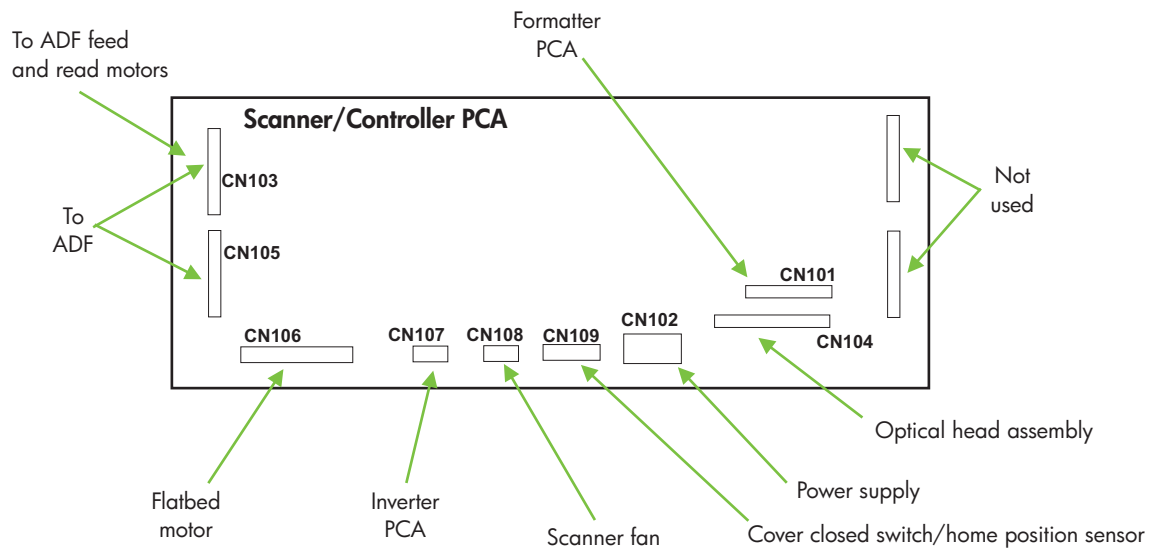 Formatter
PCA
To ADF feed
and read motors
Scanner/Controller PCA
CN103
Not
used
To
ADF
CN105
CN101
CN102
CN106
CN107
CN108
CN109
CN104
Optical head assembly
Flatbed
motor
Inverter
PCA
Scanner fan
Power supply
Cover closed switch/home position sensor